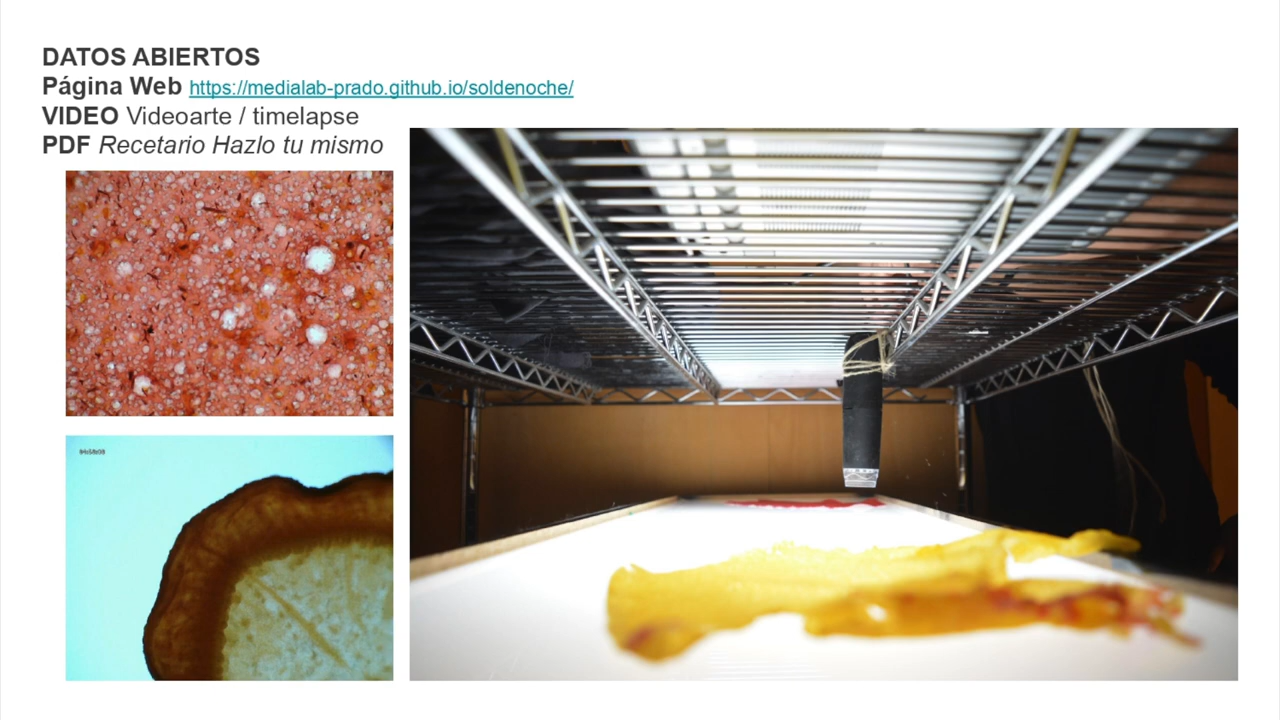 DATOS ABIERTOS
Página Web https://medialab-prado.github.io/soldenoche/
VIDEO Videoarte / timelapse
PDF Recetario Hazlo tu mismo